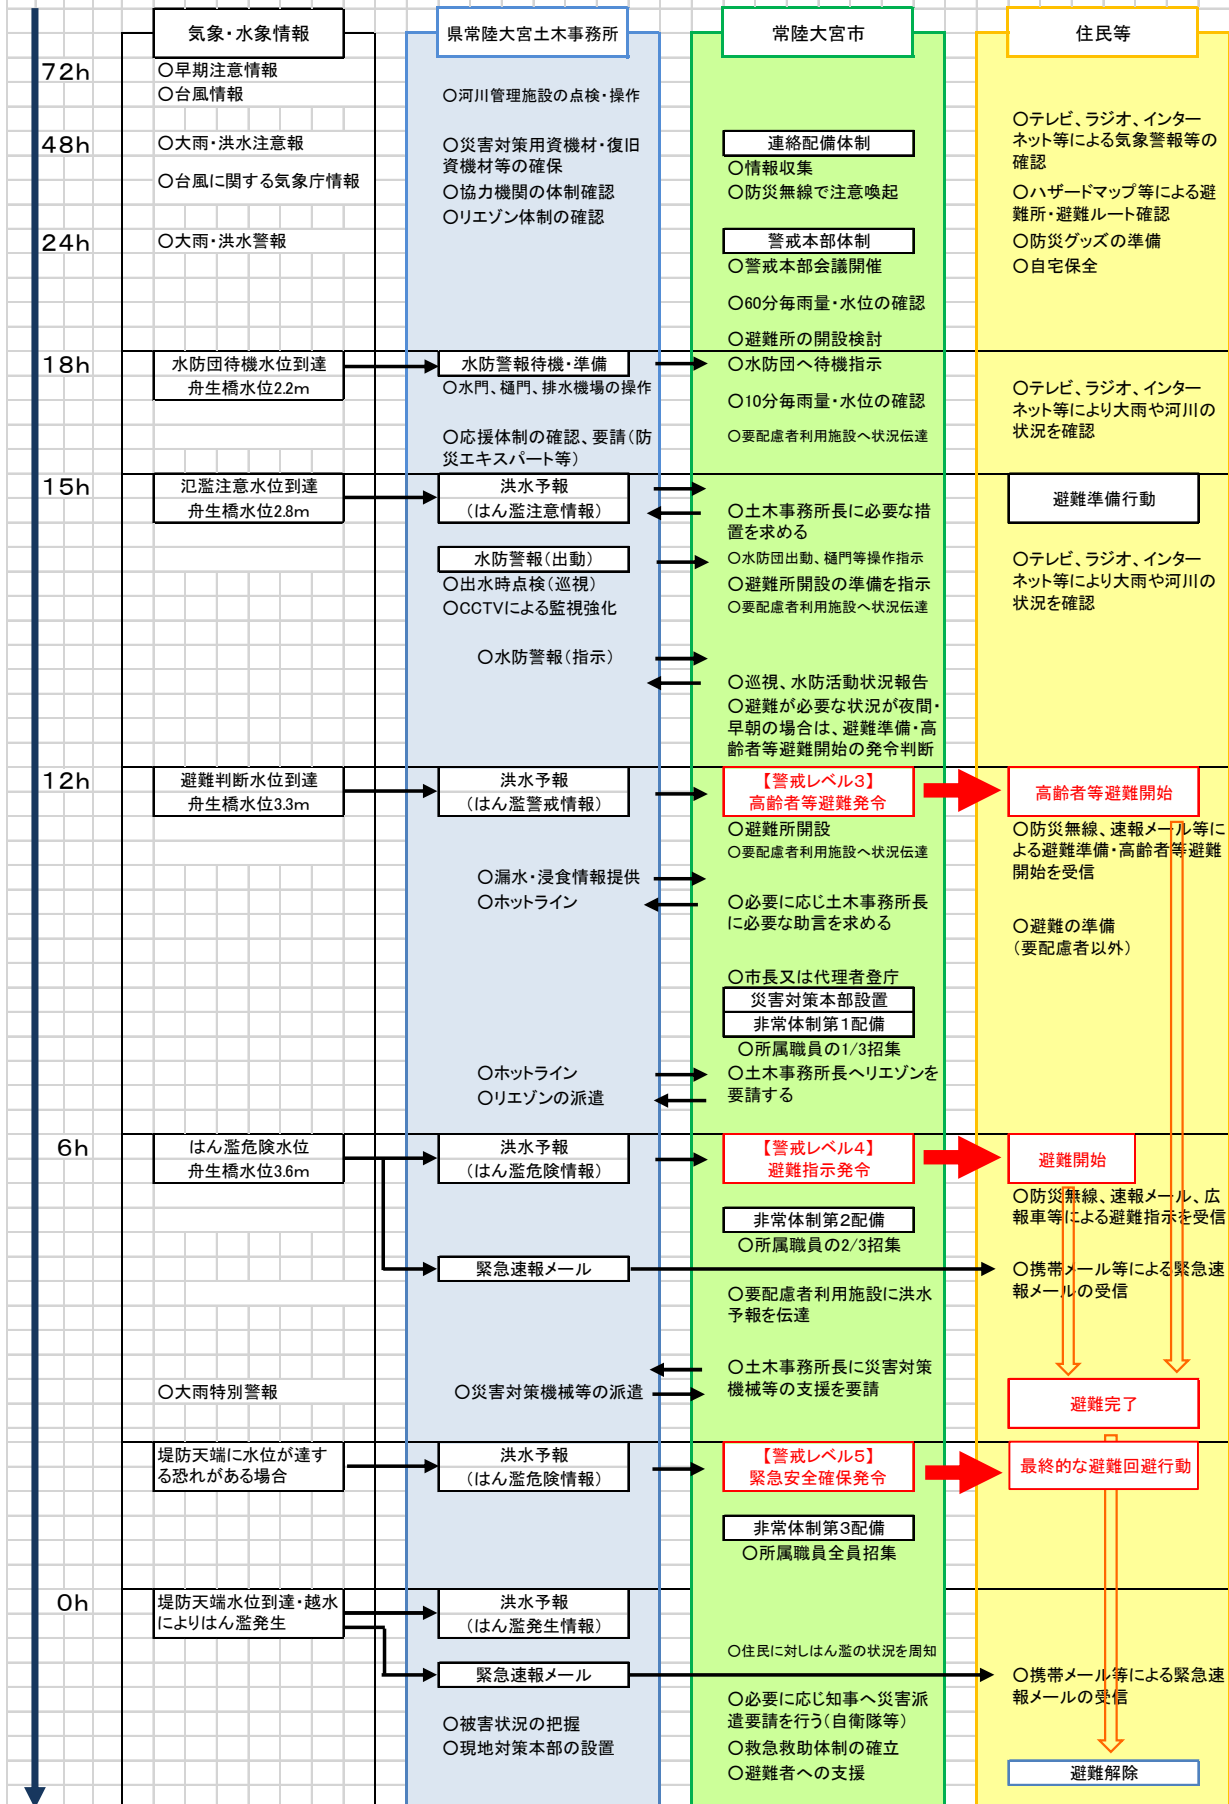 気象・水象情報
県常陸大宮土木事務所
常陸大宮市
住民等
72h
○早期注意情報
○台風情報
○河川管理施設の点検・操作
○テレビ、ラジオ、インター
ネット等による気象警報等の
確認
48h
○大雨・洪水注意報
○台風に関する気象庁情報
○災害対策用資機材・復旧
資機材等の確保
○協力機関の体制確認
○リエゾン体制の確認
連絡配備体制
○情報収集
○防災無線で注意喚起
○ハザードマップ等による避
難所・避難ルート確認
○防災グッズの準備
○自宅保全
24h
○大雨・洪水警報
警戒本部体制
○警戒本部会議開催
○60分毎雨量・水位の確認
○避難所の開設検討
18h
水防団待機水位到達
舟生橋水位2.2m
水防警報待機・準備
○水門、樋門、排水機場の操作
○応援体制の確認、要請(防
災エキスパート等)
○水防団へ待機指示
○10分毎雨量・水位の確認
○要配慮者利用施設へ状況伝達
○テレビ、ラジオ、インター
ネット等により大雨や河川の
状況を確認
15h
氾濫注意水位到達
舟生橋水位2.8m
洪水予報
(はん濫注意情報)
水防警報(出動)
○出水時点検(巡視)
○CCTVによる監視強化
○水防警報(指示)
○土木事務所長に必要な措
置を求める
○水防団出動、樋門等操作指示
○避難所開設の準備を指示
○要配慮者利用施設へ状況伝達
○巡視、水防活動状況報告
○避難が必要な状況が夜間・
早朝の場合は、避難準備・高
齢者等避難開始の発令判断
避難準備行動
○テレビ、ラジオ、インター
ネット等により大雨や河川の
状況を確認
12h
避難判断水位到達
舟生橋水位3.3m
洪水予報
(はん濫警戒情報)
○漏水・浸食情報提供
○ホットライン
○ホットライン
○リエゾンの派遣
【警戒レベル3】
高齢者等避難発令
○避難所開設
○要配慮者利用施設へ状況伝達
○必要に応じ土木事務所長
に必要な助言を求める
○市長又は代理者登庁
災害対策本部設置
非常体制第1配備
○所属職員の1/3招集
○土木事務所長へリエゾンを
要請する
高齢者等避難開始
○防災無線、速報メール等に
よる避難準備・高齢者等避難
開始を受信
○避難の準備
(要配慮者以外)
6h
はん濫危険水位
舟生橋水位3.6m
洪水予報
(はん濫危険情報)
緊急速報メール
【警戒レベル4】
避難指示発令
非常体制第2配備
○所属職員の2/3招集
○要配慮者利用施設に洪水
予報を伝達
○土木事務所長に災害対策
機械等の支援を要請
避難開始
○防災無線、速報メール、広
報車等による避難指示を受信
○携帯メール等による緊急速
報メールの受信
○大雨特別警報
○災害対策機械等の派遣
避難完了
堤防天端に水位が達す
る恐れがある場合
洪水予報
(はん濫危険情報)
【警戒レベル5】
緊急安全確保発令
最終的な避難回避行動
非常体制第3配備
○所属職員全員招集
0h
堤防天端水位到達・越水
によりはん濫発生
洪水予報
(はん濫発生情報)
緊急速報メール
○被害状況の把握
○現地対策本部の設置
○住民に対しはん濫の状況を周知
○必要に応じ知事へ災害派
遣要請を行う(自衛隊等)
○救急救助体制の確立
○避難者への支援
○携帯メール等による緊急速
報メールの受信
避難解除